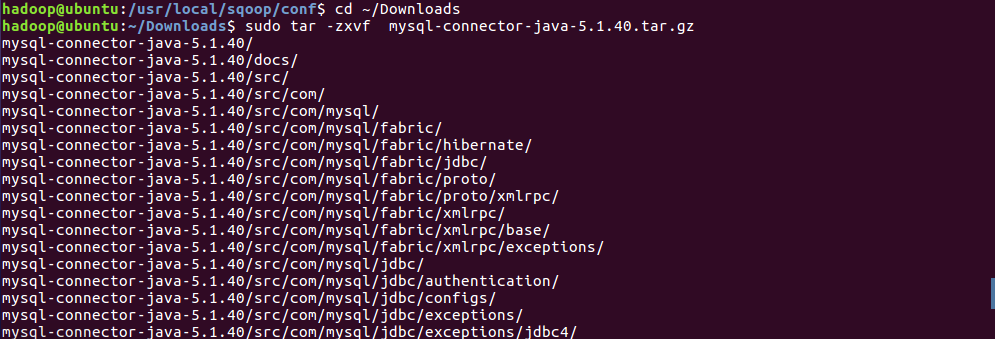 hadoop@ubuntu:/usr/local/sqoop/conf$ cd ~/Downloads
hadoop@ubuntu:~/Downloads$ sudo tar -zxvf  mysql-connector-java-5.1.40.tar.gz
mysql-connector-java-5.1.40/
mysql-connector-java-5.1.40/docs/
mysql-connector-java-5.1.40/src/
mysql-connector-java-5.1.40/src/com/
mysql-connector-java-5.1.40/src/com/mysql/
mysql-connector-java-5.1.40/src/com/mysql/fabric/
mysql-connector-java-5.1.40/src/com/mysql/fabric/hibernate/
mysql-connector-java-5.1.40/src/com/mysql/fabric/jdbc/
mysql-connector-java-5.1.40/src/com/mysql/fabric/proto/
mysql-connector-java-5.1.40/src/com/mysql/fabric/proto/xmlrpc/
mysql-connector-java-5.1.40/src/com/mysql/fabric/xmlrpc/
mysql-connector-java-5.1.40/src/com/mysql/fabric/xmlrpc/base/
mysql-connector-java-5.1.40/src/com/mysql/fabric/xmlrpc/exceptions/
mysql-connector-java-5.1.40/src/com/mysql/jdbc/
mysql-connector-java-5.1.40/src/com/mysql/jdbc/authentication/
mysql-connector-java-5.1.40/src/com/mysql/jdbc/configs/
mysql-connector-java-5.1.40/src/com/mysql/jdbc/exceptions/
mysql-connector-java-5.1.40/src/com/mysql/jdbc/exceptions/jdbc4/